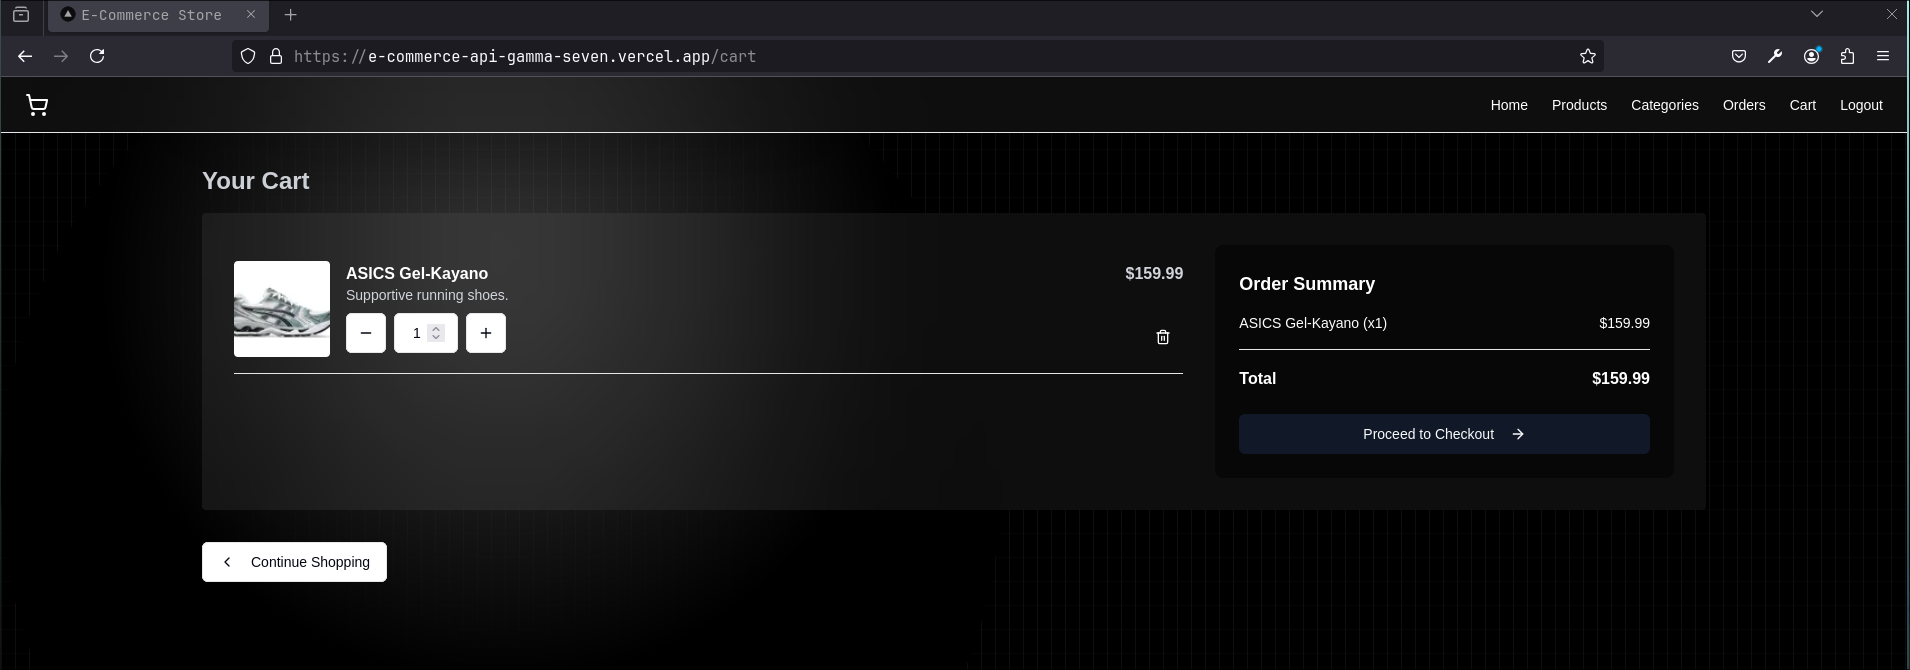 E-Commerce Store
https://e-commerce-api-gamma-seven.vercel.app/cart
Home Products Categories Orders Cart Logout
Your Cart
ASICS Gel-Kayano
$159.99
Supportive running shoes.
1
Order Summary
ASICS Gel-Kayano (x1) $159.99
Total $159.99
Proceed to Checkout
Continue Shopping